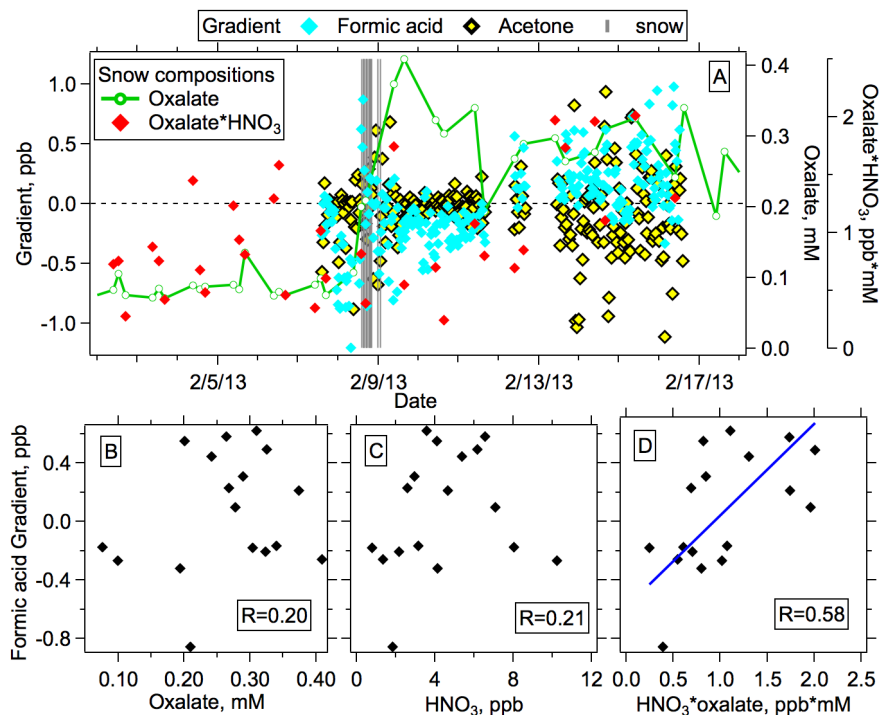 Gradient Formic acid Acetone snow
Snow compositions
Oxalate
Oxalate*HNO₃
A
1.0
0.5
0.0
-0.5
-1.0
Gradient, ppb
0.4
0.3
0.2
0.1
0.0
Oxalate, mM
2
1
0
Oxalate*HNO₃, ppb*mM
2/5/13 2/9/13 2/13/13 2/17/13
Date
Formic acid Gradient, ppb
0.4
0.0
-0.4
-0.8
B
R=0.20
0.10 0.20 0.30 0.40
Oxalate, mM
C
R=0.21
0 4 8 12
HNO₃, ppb
D
R=0.58
0.0 0.5 1.0 1.5 2.0 2.5
HNO₃*oxalate, ppb*mM